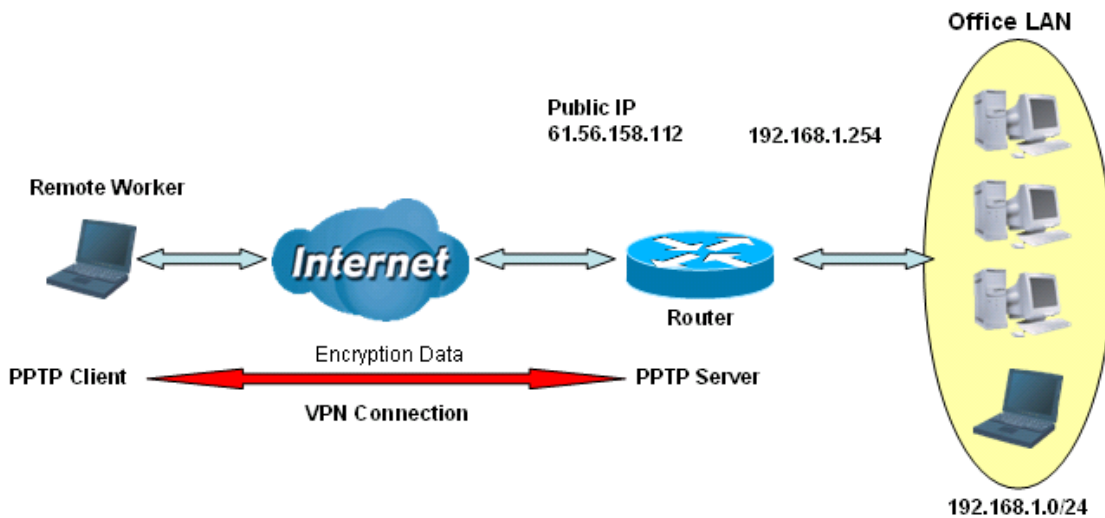 Office LAN
Public IP
61.56.158.112
192.168.1.254
Remote Worker
Internet
Router
Encryption Data
PPTP Client
PPTP Server
VPN Connection
192.168.1.0/24